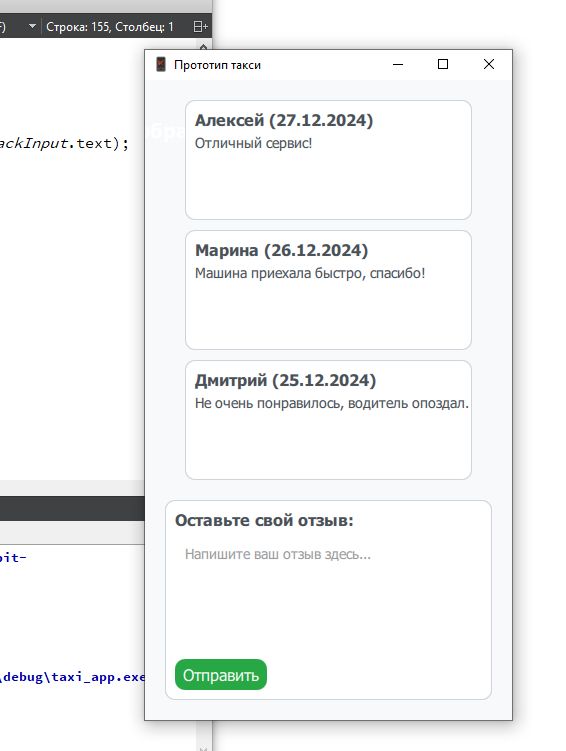 Строка: 155, Столбец: 1
Прототип такси
ackInput.text);
Алексей (27.12.2024)
Отличный сервис!
Марина (26.12.2024)
Машина приехала быстро, спасибо!
Дмитрий (25.12.2024)
Не очень понравилось, водитель опоздал.
Оставьте свой отзыв:
Напишите ваш отзыв здесь...
Отправить
bit-
\debug\taxi_app.exe